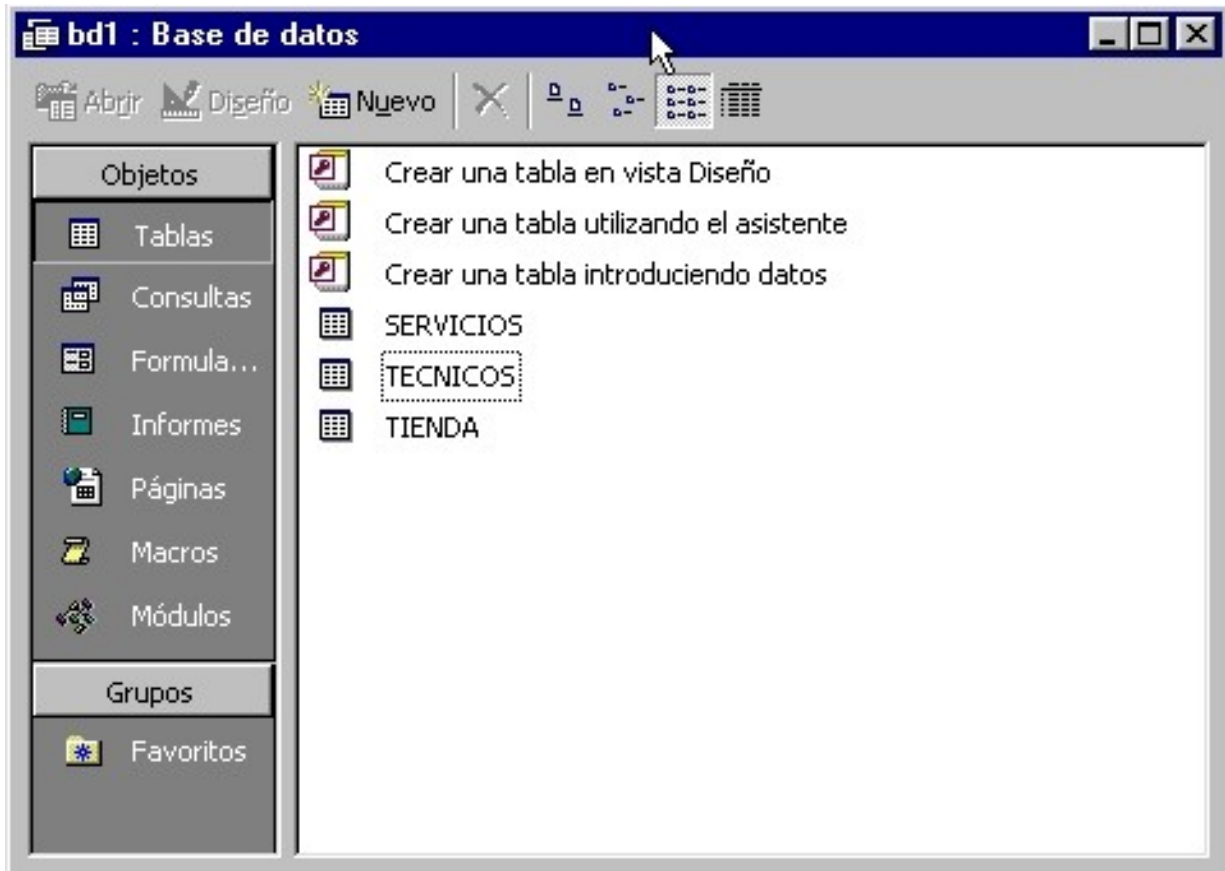 bd1 : Base de datos
Abrir Diseño Nuevo
Objetos
Tablas
Consultas
Formula...
Informes
Páginas
Macros
Módulos
Grupos
Favoritos
Crear una tabla en vista Diseño
Crear una tabla utilizando el asistente
Crear una tabla introduciendo datos
SERVICIOS
TECNICOS
TIENDA